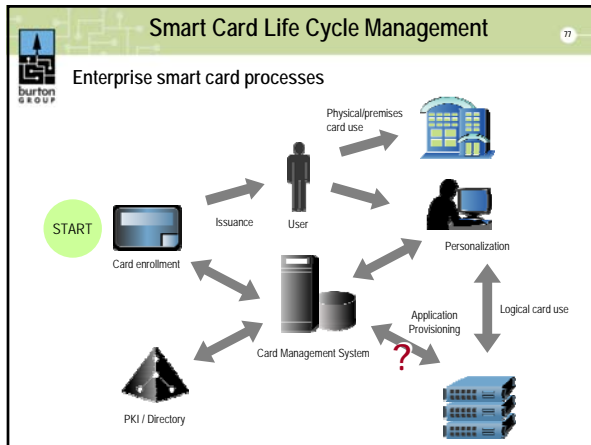 Smart Card Life Cycle Management
77
burton
GROUP
Enterprise smart card processes
Physical/premises
card use
START
Issuance
User
Card enrollment
Personalization
Application
Provisioning
Logical card use
Card Management System
?
PKI / Directory